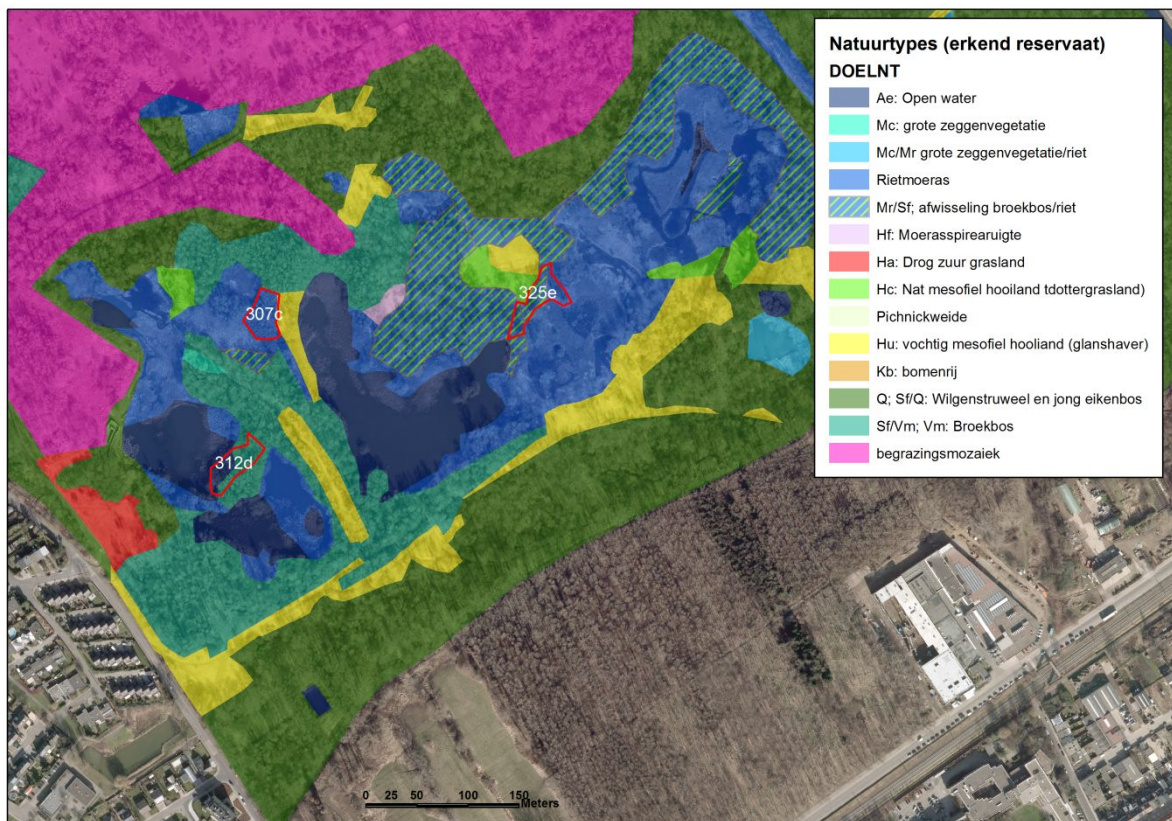 Natuurtypes (erkend reservaat)
DOELNT
Ae: Open water
Mc: grote zeggenvegetatie
Mc/Mr grote zeggenvegetatie/riet
Rietmoeras
Mr/Sf; afwisseling broekbos/riet
Hf: Moerasspirearuigte
Ha: Drog zuur grasland
Hc: Nat mesofiel hooiland tdottergrasland)
Pichnickweide
Hu: vochtig mesofiel hooliand (glanshaver)
Kb: bomenrij
Q; Sf/Q: Wilgenstruweel en jong eikenbos
Sf/Vm; Vm: Broekbos
begrazingsmozaiek
325e
307c
312d
0 25 50 100 150
Meters